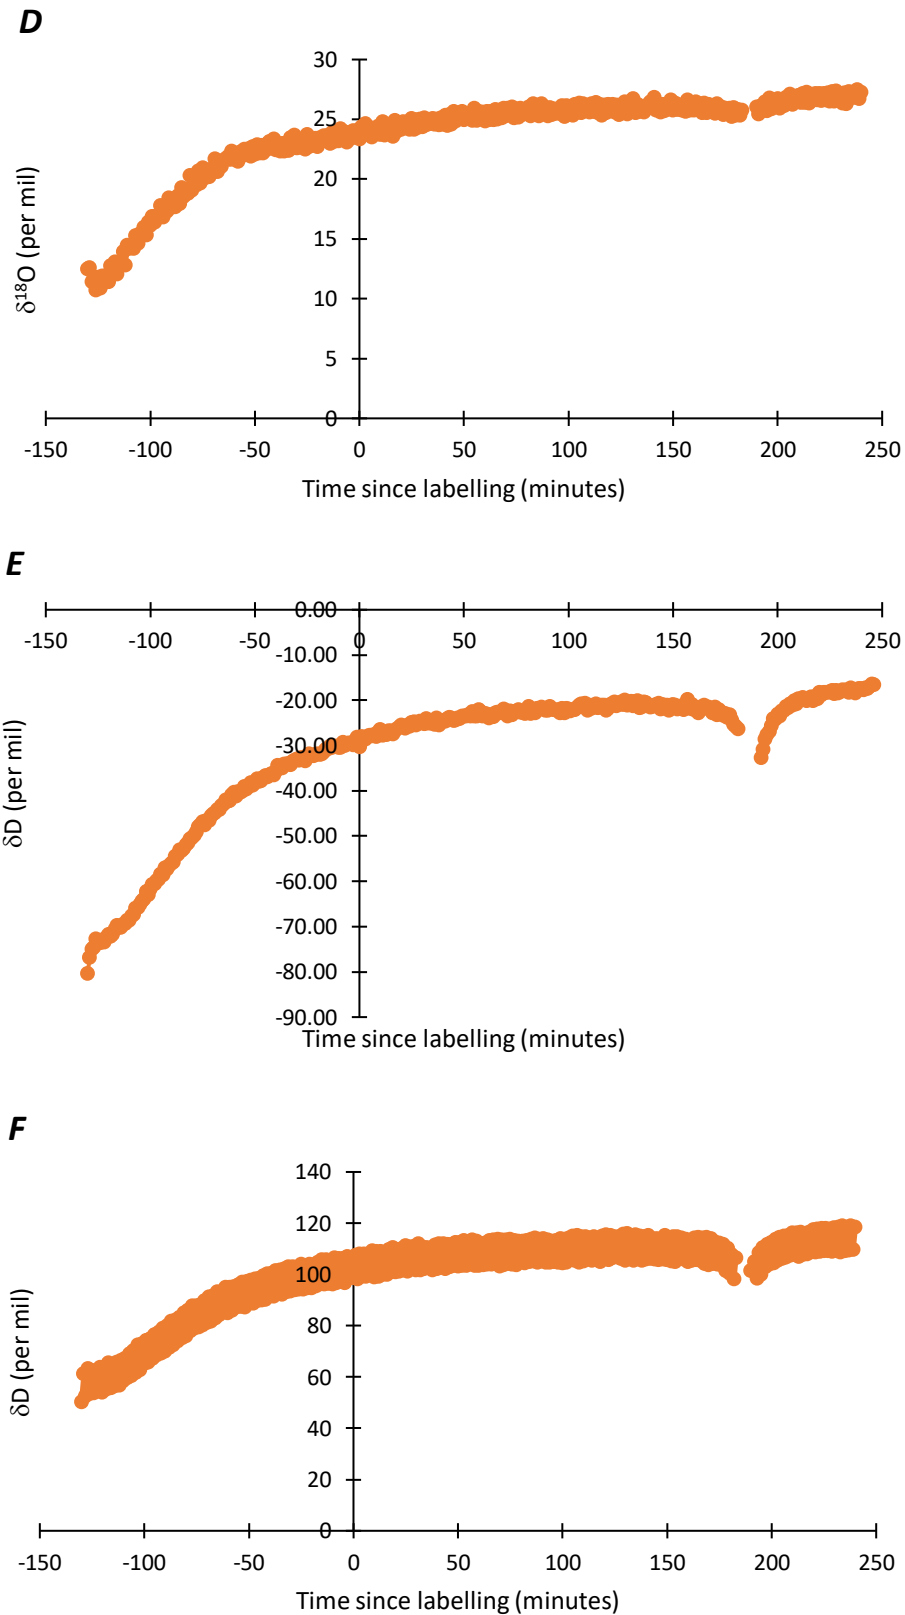 D
30
25
20
15
10
5
0
-150 -100 -50 0 50 100 150 200 250
δ18O (per mil)
Time since labelling (minutes)
E
0.00
-150 -100 -50 0 50 100 150 200 250
-10.00
-20.00
-30.00
-40.00
-50.00
-60.00
-70.00
-80.00
-90.00
δD (per mil)
Time since labelling (minutes)
F
140
120
100
80
60
40
20
0
-150 -100 -50 0 50 100 150 200 250
δD (per mil)
Time since labelling (minutes)